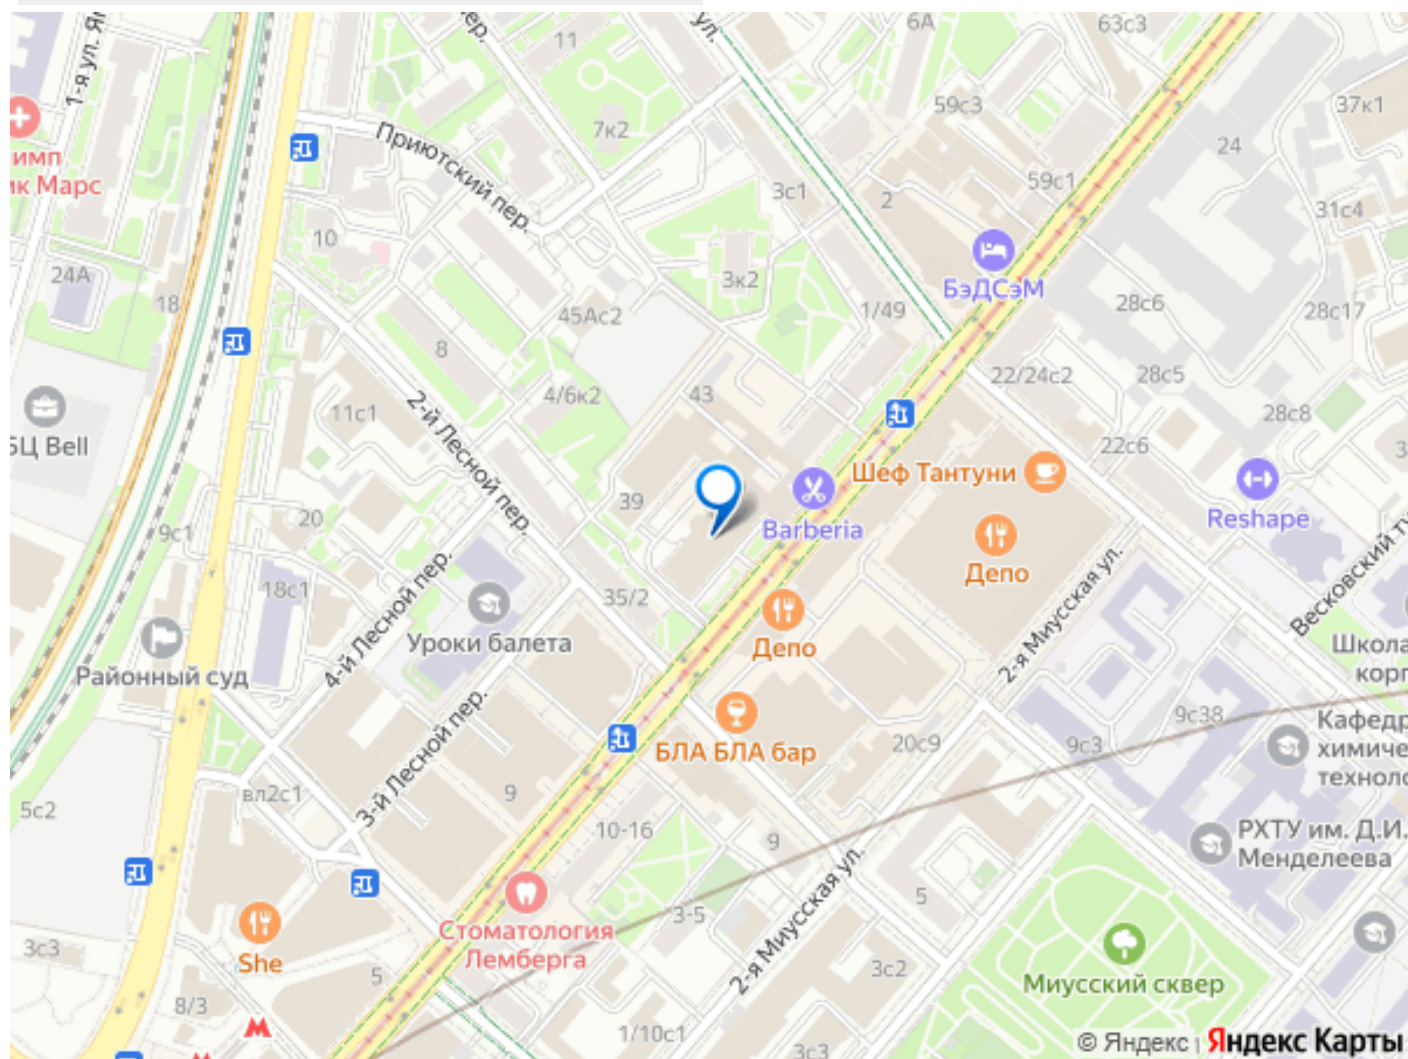 1-я ул. Я
пер.
11
ул.
6А
63с3
37к1
59с3
7к2
24
Приютский пер.
имп
ик Марс
3с1
2
59с1
31с4
10
БэДСэМ
24А
18
3к2
45Ас2
1/49
28с6
28с17
8
22/24с2
28с5
4/6к2
43
11с1
2-й Лесной пер.
28с8
БЦ Bell
22с6
Шеф Тантуни
39
Barberia
Reshape
20
9с1
Депо
Весковский ту
18с1
4-й Лесной пер.
35/2
2-я Миусская ул.
Уроки балета
Депо
Школа
корп
Районный суд
9с38
Кафедр
химиче
техноло
БЛА БЛА бар
20с9
9с3
3-й Лесной пер.
вл2с1
9
5с2
10-16
9
РХТУ им. Д.И.
Менделеева
2-я Миусская ул.
5
3-5
Стоматология
Лемберга
3с3
She
5
3с2
Миусский сквер
8/3
1/10с1
3с3
© Яндекс
Яндекс Карты